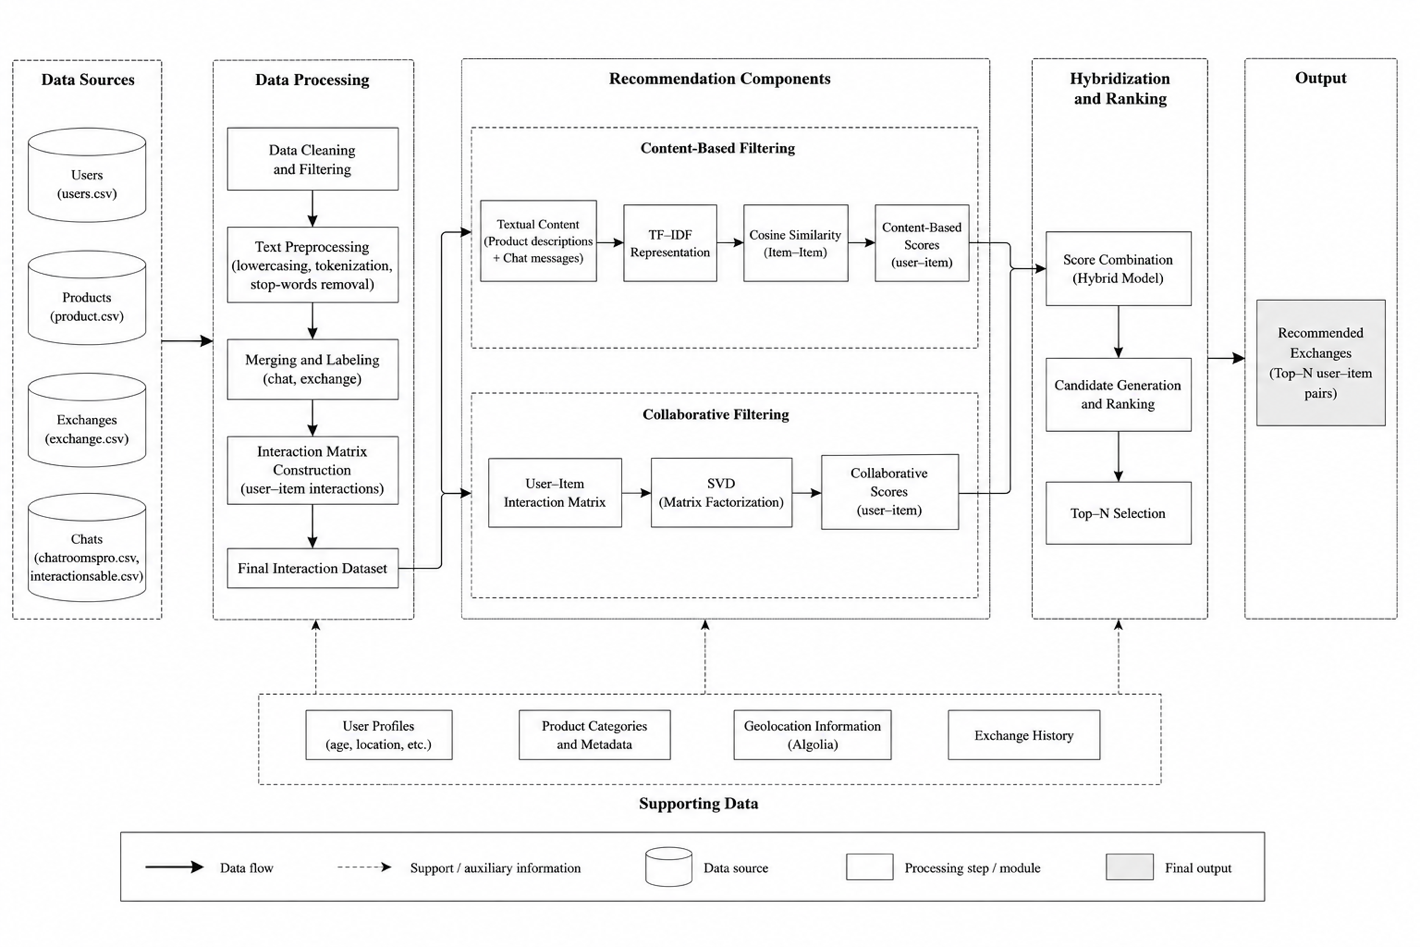 Data Sources
Users
(users.csv)
Products
(product.csv)
Exchanges
(exchange.csv)
Chats
(chatroomspro.csv,
interactionsable.csv)
Data Processing
Data Cleaning
and Filtering
Text Preprocessing
(lowercasing, tokenization,
stop-words removal)
Merging and Labeling
(chat, exchange)
Interaction Matrix
Construction
(user–item interactions)
Final Interaction Dataset
Recommendation Components
Content-Based Filtering
Textual Content
(Product descriptions
+ Chat messages)
TF–IDF
Representation
Cosine Similarity
(Item–Item)
Content-Based
Scores
(user–item)
Collaborative Filtering
User–Item
Interaction Matrix
SVD
(Matrix Factorization)
Collaborative
Scores
(user–item)
Hybridization
and Ranking
Score Combination
(Hybrid Model)
Candidate Generation
and Ranking
Top–N Selection
Output
Recommended
Exchanges
(Top–N user–item
pairs)
User Profiles
(age, location, etc.)
Product Categories
and Metadata
Geolocation Information
(Algolia)
Exchange History
Supporting Data
Data flow
Support / auxiliary information
Data source
Processing step / module
Final output